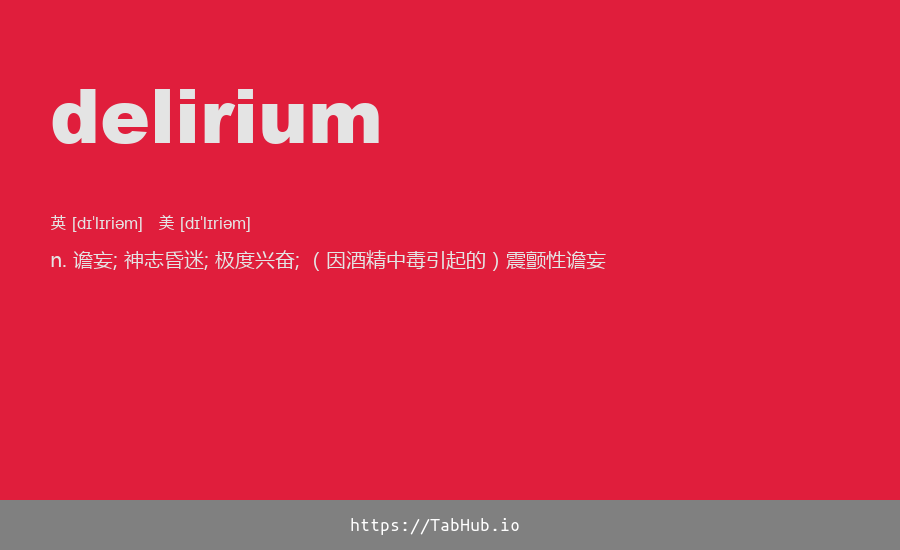 delirium
英 [dɪˈlɪriəm] 美 [dɪˈlɪriəm]
n. 谵妄; 神志昏迷; 极度兴奋; （因酒精中毒引起的）震颤性谵妄
https://TabHub.io